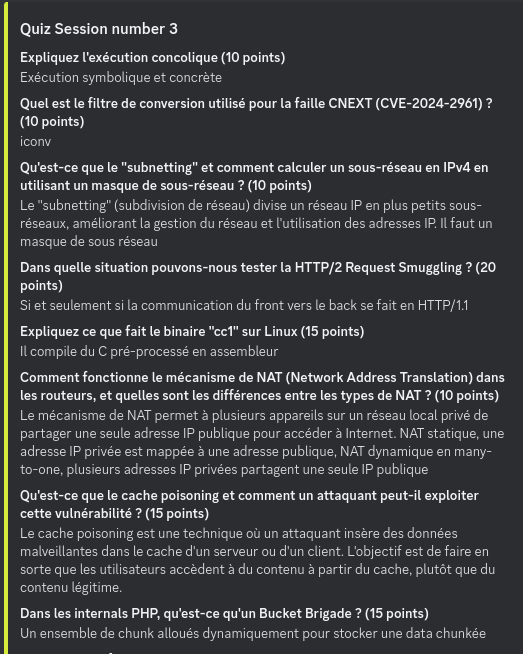 Quiz Session number 3
Expliquez l'exécution concolique (10 points)
Exécution symbolique et concrète
Quel est le filtre de conversion utilisé pour la faille CNEXT (CVE-2024-2961) ?
(10 points)
iconv
Qu'est-ce que le "subnetting" et comment calculer un sous-réseau en IPv4 en
utilisant un masque de sous-réseau ? (10 points)
Le "subnetting" (subdivision de réseau) divise un réseau IP en plus petits sous-
réseaux, améliorant la gestion du réseau et l'utilisation des adresses IP. Il faut un
masque de sous réseau
Dans quelle situation pouvons-nous tester la HTTP/2 Request Smuggling ? (20
points)
Si et seulement si la communication du front vers le back se fait en HTTP/1.1
Expliquez ce que fait le binaire "cc1" sur Linux (15 points)
Il compile du C pré-processé en assembleur
Comment fonctionne le mécanisme de NAT (Network Address Translation) dans
les routeurs, et quelles sont les différences entre les types de NAT ? (10 points)
Le mécanisme de NAT permet à plusieurs appareils sur un réseau local privé de
partager une seule adresse IP publique pour accéder à Internet. NAT statique, une
adresse IP privée est mappée à une adresse publique, NAT dynamique en many-
to-one, plusieurs adresses IP privées partagent une seule IP publique
Qu'est-ce que le cache poisoning et comment un attaquant peut-il exploiter
cette vulnérabilité ? (15 points)
Le cache poisoning est une technique où un attaquant insère des données
malveillantes dans le cache d'un serveur ou d'un client. L'objectif est de faire en
sorte que les utilisateurs accèdent à du contenu à partir du cache, plutôt que du
contenu légitime.
Dans les internals PHP, qu'est-ce qu'un Bucket Brigade ? (15 points)
Un ensemble de chunk alloués dynamiquement pour stocker une data chunkée